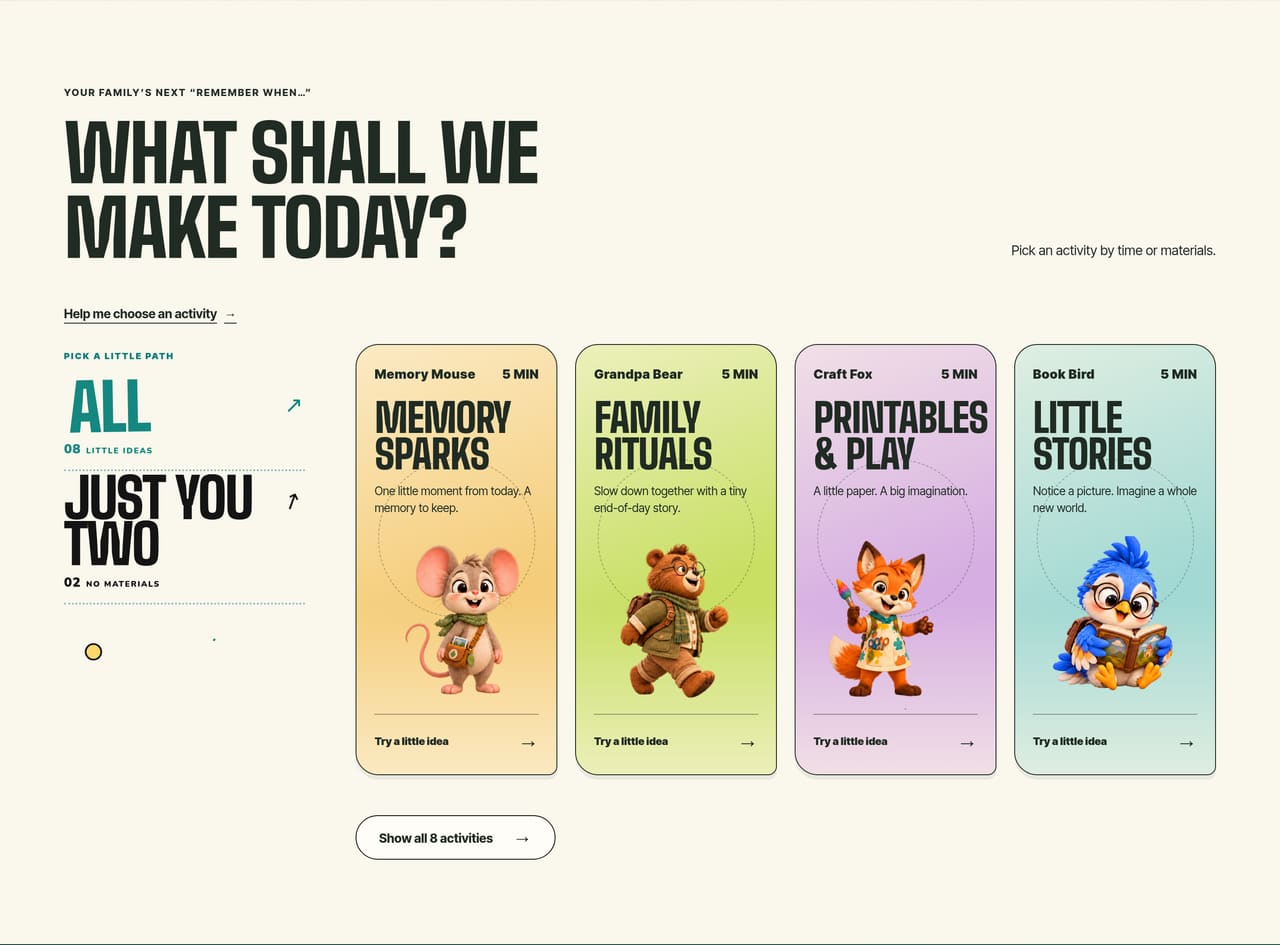 YOUR FAMILY'S NEXT “REMEMBER WHEN…”
WHAT SHALL WE
MAKE TODAY?
Pick an activity by time or materials.
Help me choose an activity →
PICK A LITTLE PATH
ALL ↗
08 LITTLE IDEAS
JUST YOU
TWO ↗
02 NO MATERIALS
Memory Mouse 5 MIN
MEMORY
SPARKS
One little moment from today. A
memory to keep.
Try a little idea →
Grandpa Bear 5 MIN
FAMILY
RITUALS
Slow down together with a tiny
end-of-day story.
Try a little idea →
Craft Fox 5 MIN
PRINTABLES
& PLAY
A little paper. A big imagination.
Try a little idea →
Book Bird 5 MIN
LITTLE
STORIES
Notice a picture. Imagine a whole
new world.
Try a little idea →
Show all 8 activities →